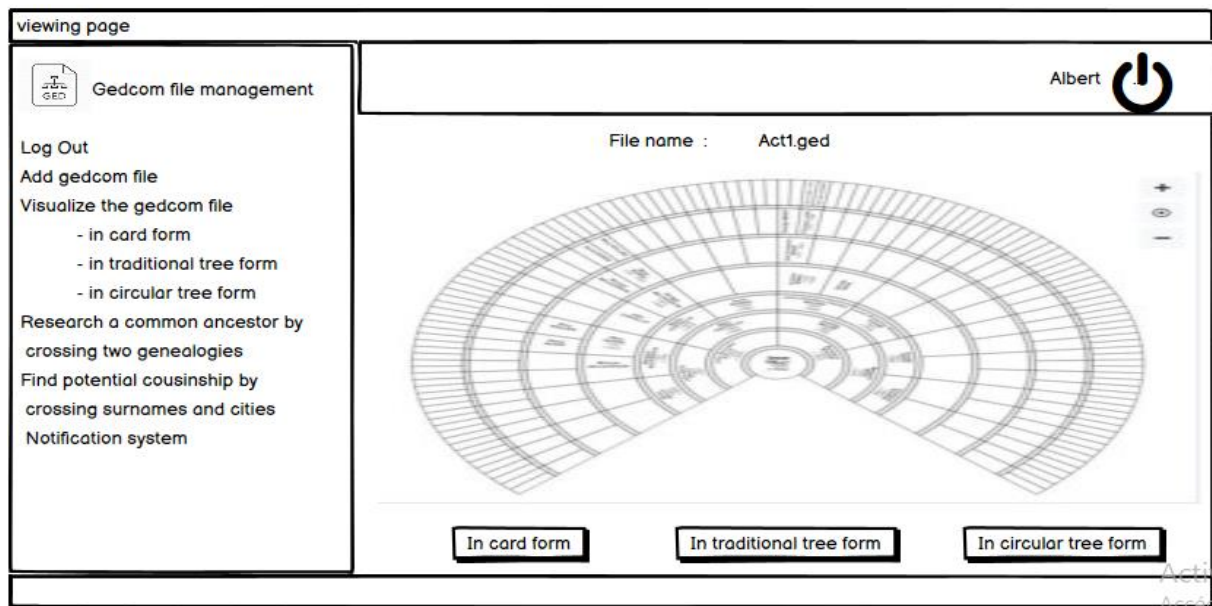 viewing page
GED
Gedcom file management
Albert
Log Out
Add gedcom file
Visualize the gedcom file
- in card form
- in traditional tree form
- in circular tree form
Research a common ancestor by
crossing two genealogies
Find potential cousinship by
crossing surnames and cities
Notification system
File name : Act1.ged
+
−
In card form
In traditional tree form
In circular tree form